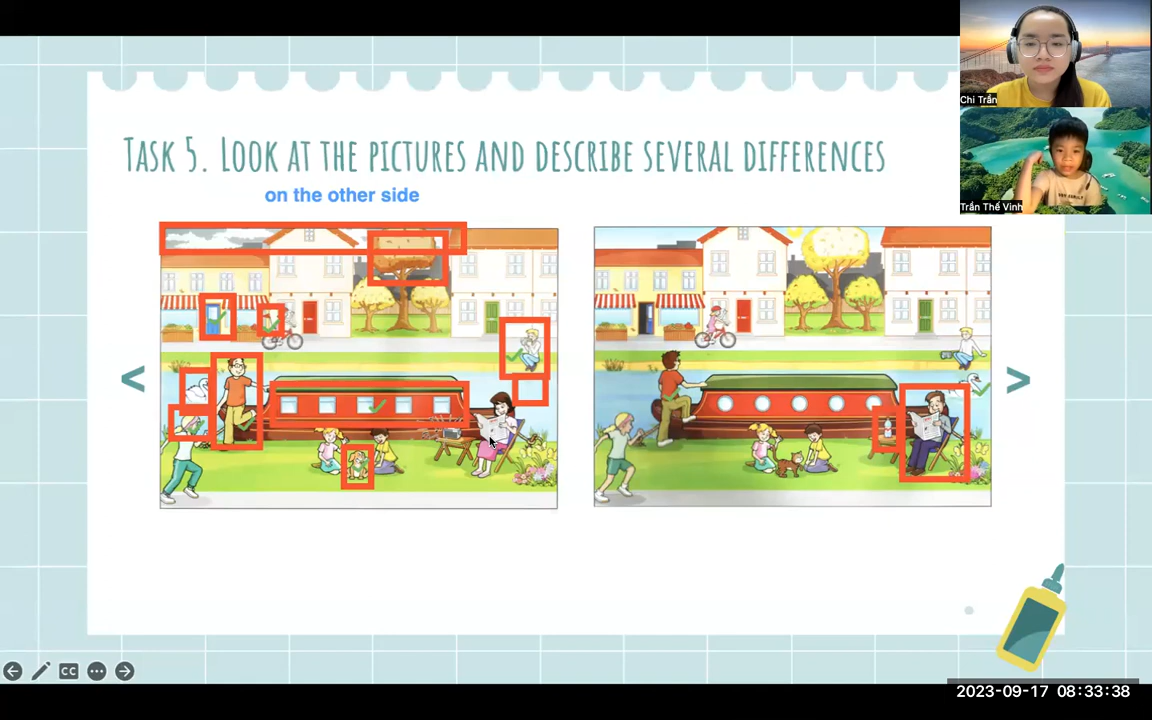 Chi Trần
TASK 5. LOOK AT THE PICTURES AND DESCRIBE SEVERAL DIFFERENCES
Trần Thế Vinh
on the other side
<
>
CC
2023-09-17 08:33:38